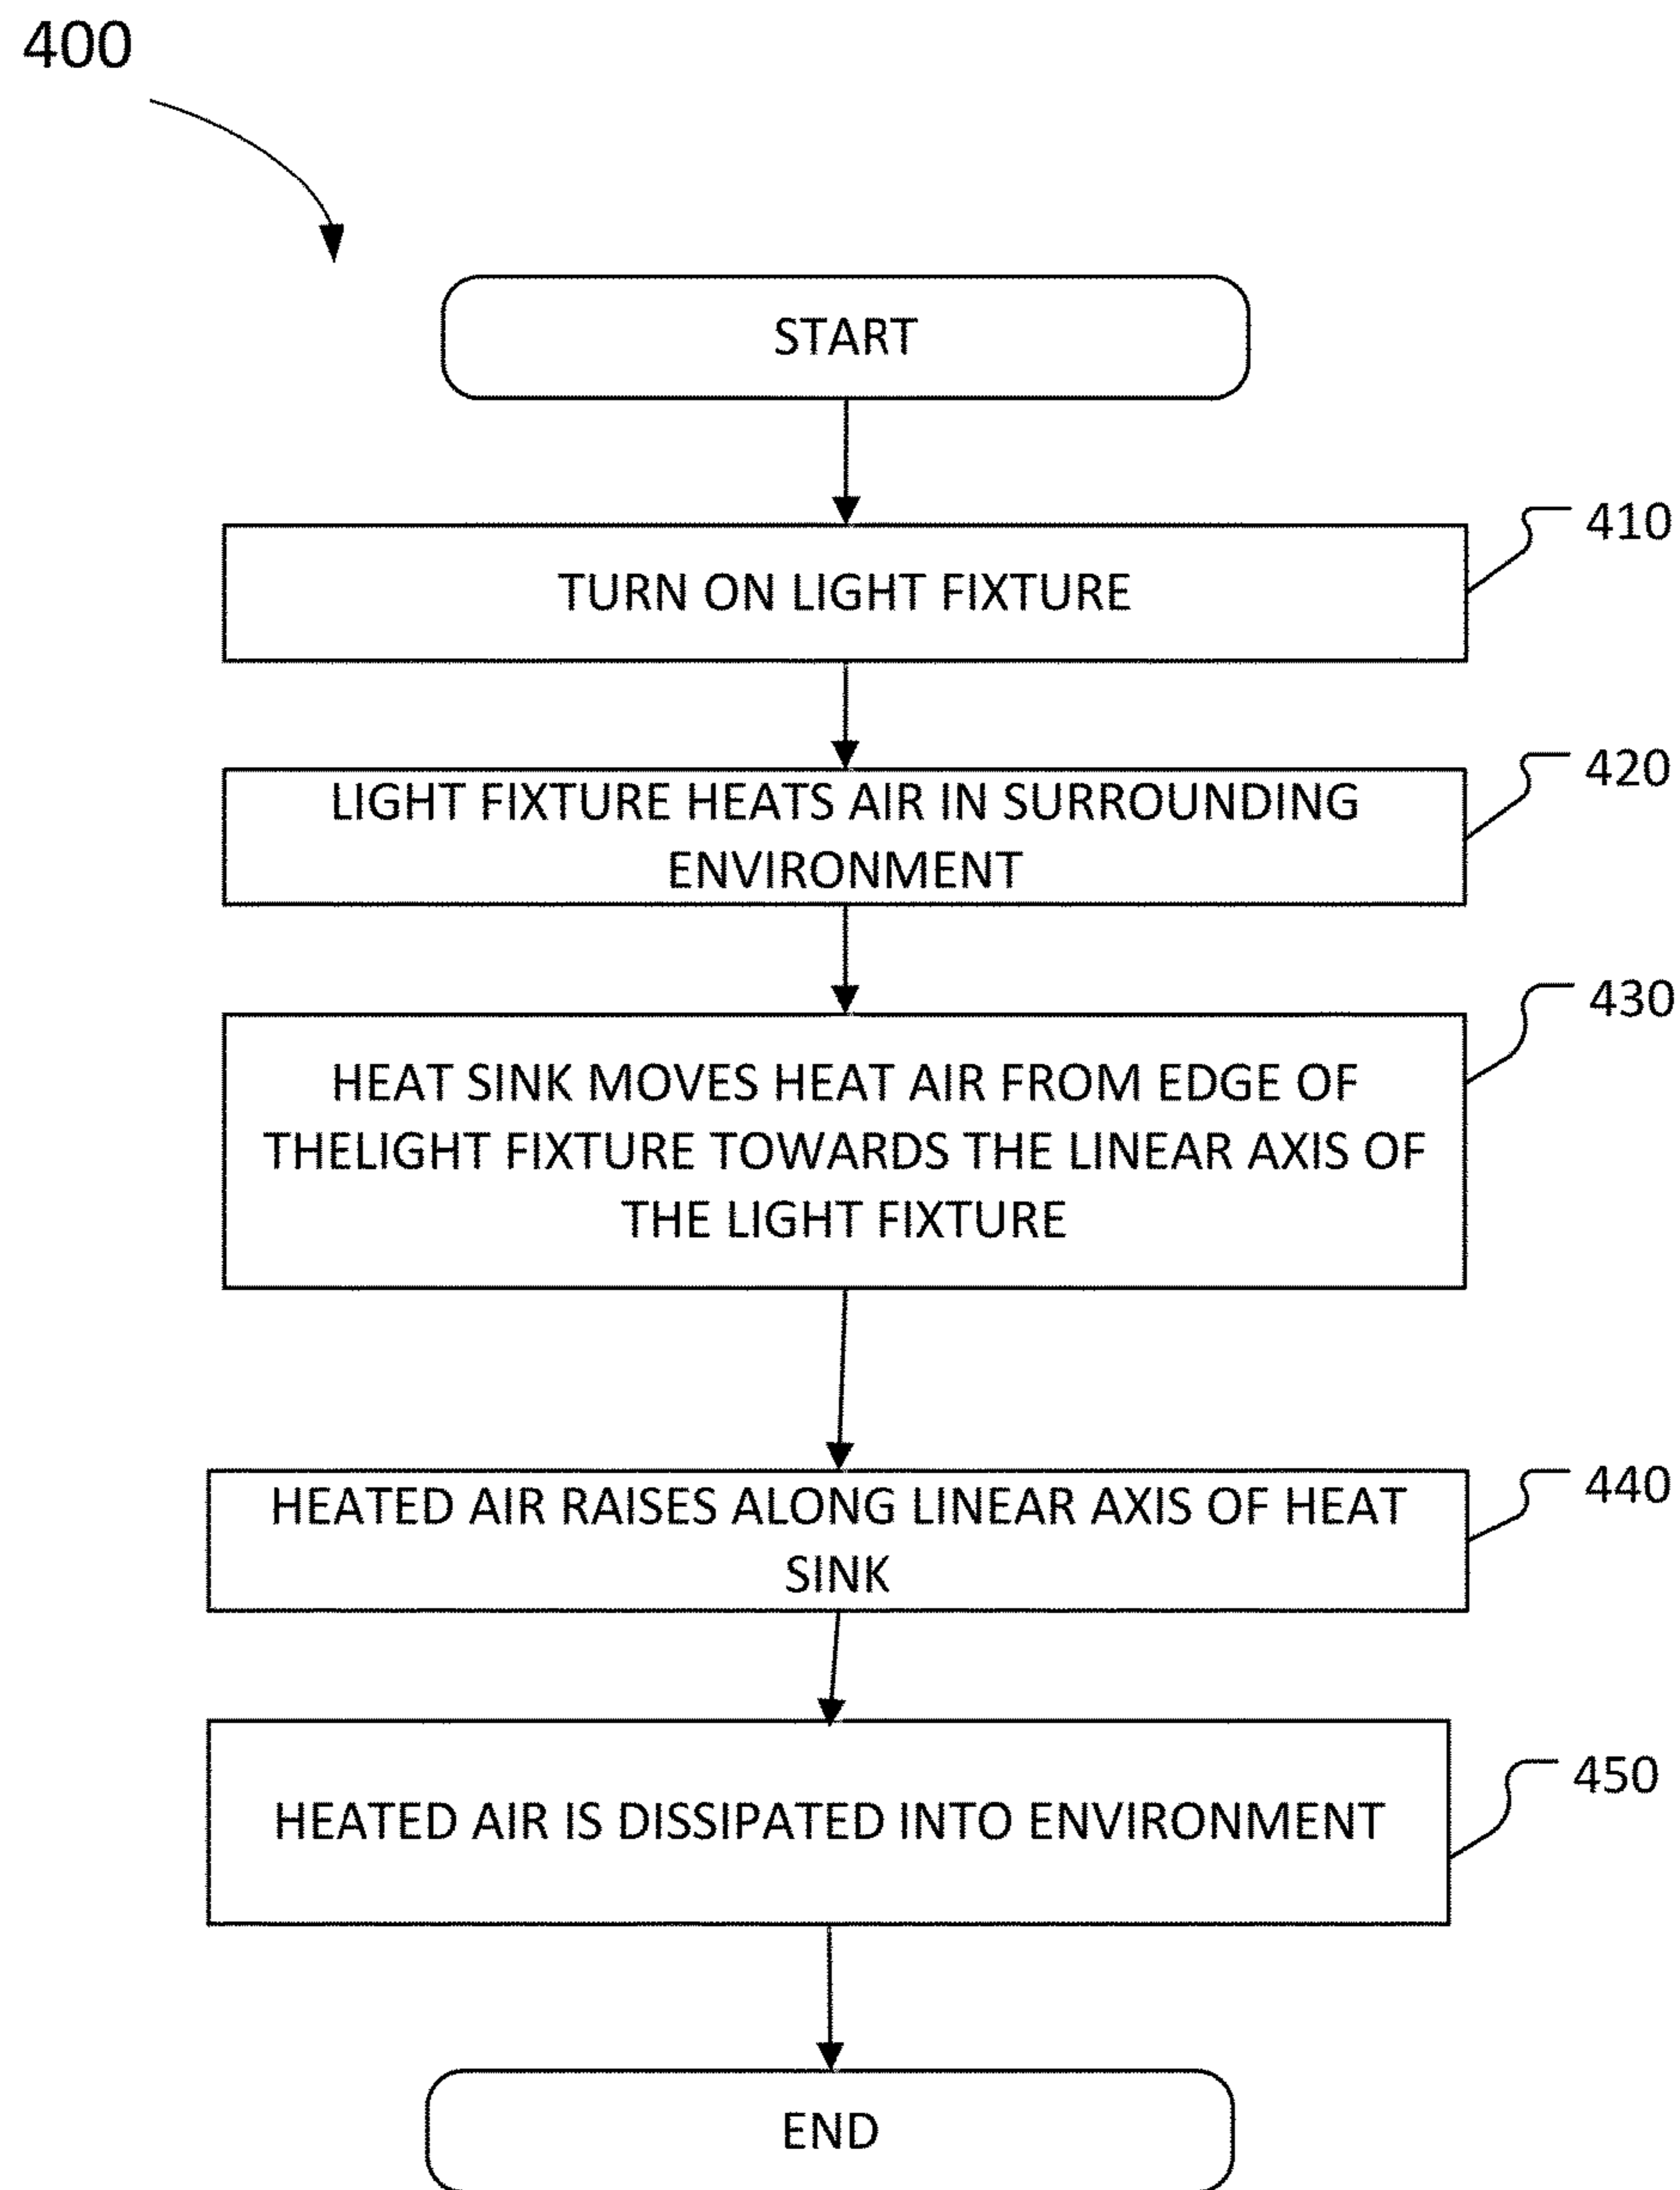 400
START
TURN ON LIGHT FIXTURE
410
LIGHT FIXTURE HEATS AIR IN SURROUNDING
ENVIRONMENT
420
HEAT SINK MOVES HEAT AIR FROM EDGE OF
THELIGHT FIXTURE TOWARDS THE LINEAR AXIS OF
THE LIGHT FIXTURE
430
HEATED AIR RAISES ALONG LINEAR AXIS OF HEAT
SINK
440
HEATED AIR IS DISSIPATED INTO ENVIRONMENT
450
END